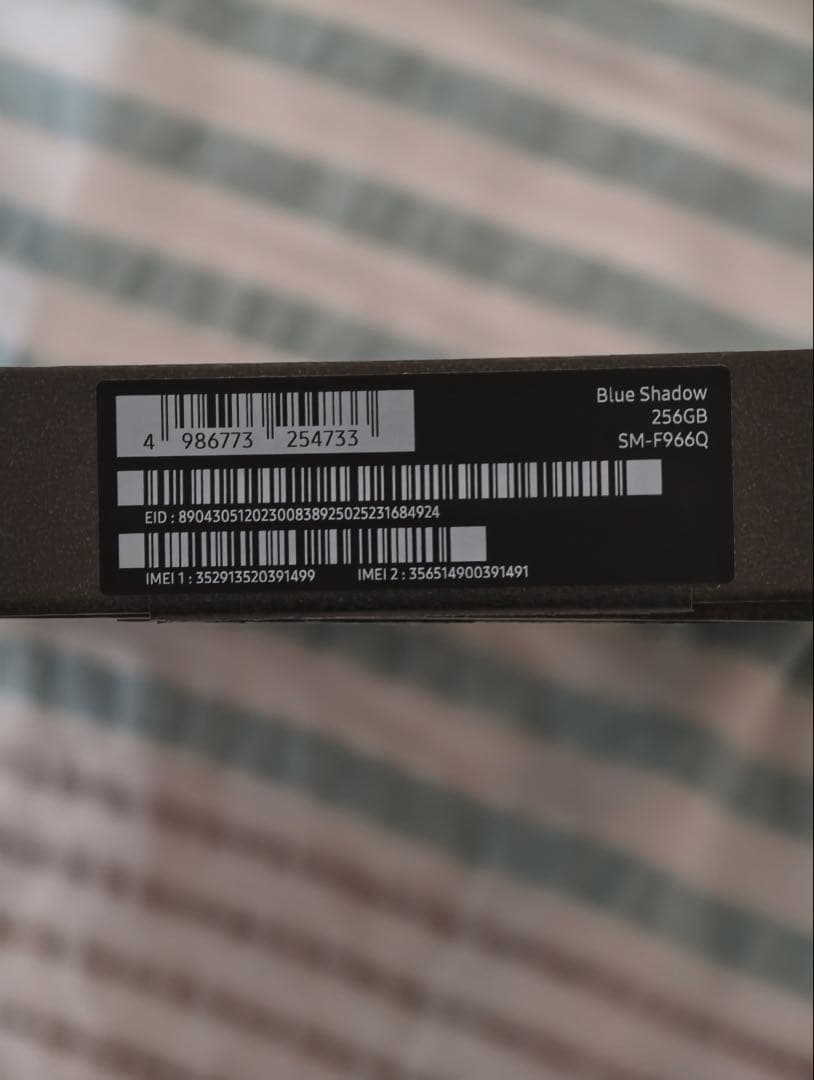 Blue Shadow
256GB
SM-F966Q
4 986773 254733
EID : 89043051202300838925025231684924
IMEI 1 : 352913520391499 IMEI 2 : 356514900391491